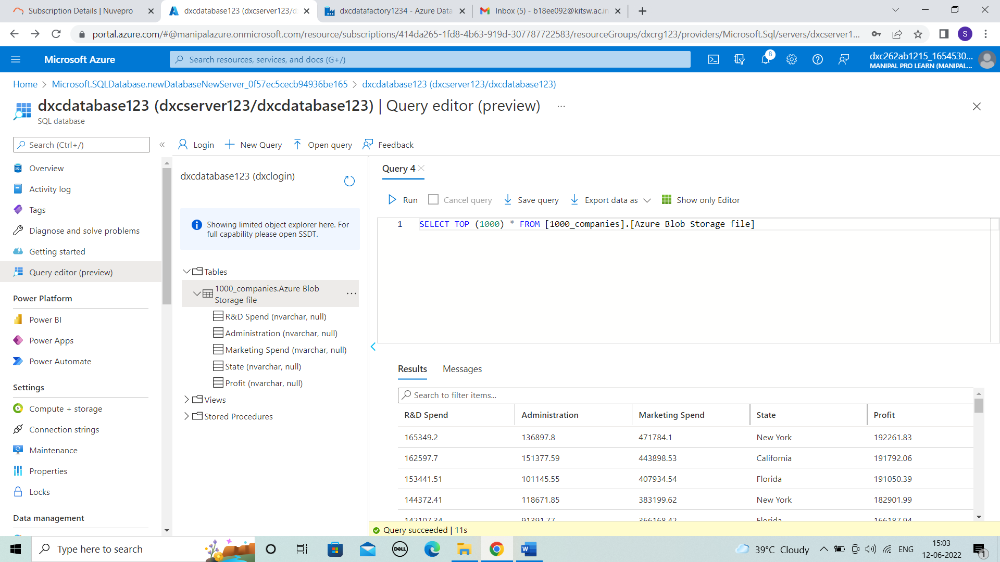 Subscription Details | Nuvepro
dxcdatabase123 (dxcserver123/d
dxcdatafactory1234 - Azure Data
Inbox (5) - b18ee092@kitsw.ac.in
portal.azure.com/#@manipalazure.onmicrosoft.com/resource/subscriptions/414da265-1fd8-4b63-919d-307787722583/resourceGroups/dxcrg123/providers/Microsoft.Sql/servers/dxcserver1...
S
Microsoft Azure
Search resources, services, and docs (G+/)
8
dxc262ab1215_1654530...
MANIPAL PRO LEARN (MANIPAL...
Home > Microsoft.SQLDatabase.newDatabaseNewServer_0f57ec5cecb94936be165 > dxcdatabase123 (dxcserver123/dxcdatabase123)
dxcdatabase123 (dxcserver123/dxcdatabase123) | Query editor (preview) ...
SQL database
Search (Ctrl+/)
«
Login
New Query
Open query
Feedback
Overview
Activity log
Tags
Diagnose and solve problems
Getting started
Query editor (preview)
Power Platform
Power BI
Power Apps
Power Automate
Settings
Compute + storage
Connection strings
Maintenance
Properties
Locks
Data management
dxcdatabase123 (dxclogin)
Showing limited object explorer here. For
full capability please open SSDT.
Tables
1000_companies.Azure Blob
Storage file
...
R&D Spend (nvarchar, null)
Administration (nvarchar, null)
Marketing Spend (nvarchar, null)
State (nvarchar, null)
Profit (nvarchar, null)
Views
Stored Procedures
Query 4
Run
Cancel query
Save query
Export data as
Show only Editor
1 SELECT TOP (1000) * FROM [1000_companies].[Azure Blob Storage file]
Results Messages
Search to filter items...
R&D Spend Administration Marketing Spend State Profit
165349.2 136897.8 471784.1 New York 192261.83
162597.7 151377.59 443898.53 California 191792.06
153441.51 101145.55 407934.54 Florida 191050.39
144372.41 118671.85 383199.62 New York 182901.99
142107.34 91391.77 366168.42 Florida 166187.94
Query succeeded | 11s
Type here to search
DELL
W
39°C Cloudy
ENG
15:03
12-06-2022
1